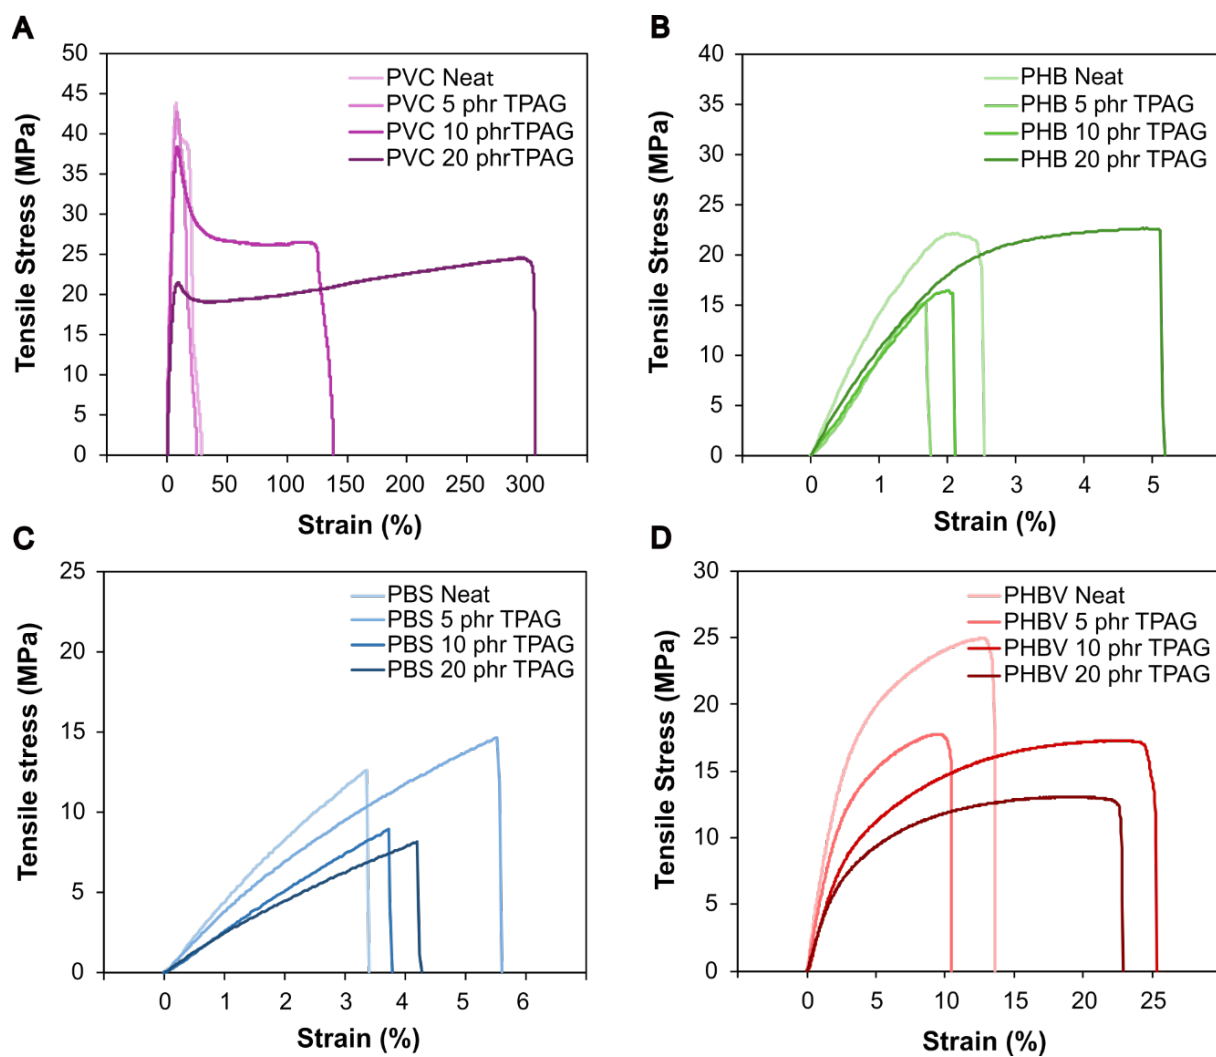 A
Tensile Stress (MPa)
50
45
40
35
30
25
20
15
10
5
0
PVC Neat
PVC 5 phr TPAG
PVC 10 phrTPAG
PVC 20 phrTPAG
0 50 100 150 200 250 300
Strain (%)
B
Tensile Stress (MPa)
40
35
30
25
20
15
10
5
0
PHB Neat
PHB 5 phr TPAG
PHB 10 phr TPAG
PHB 20 phr TPAG
0 1 2 3 4 5
Strain (%)
C
Tensile stress (MPa)
25
20
15
10
5
0
PBS Neat
PBS 5 phr TPAG
PBS 10 phr TPAG
PBS 20 phr TPAG
0 1 2 3 4 5 6
Strain (%)
D
Tensile Stress (MPa)
30
25
20
15
10
5
0
PHBV Neat
PHBV 5 phr TPAG
PHBV 10 phr TPAG
PHBV 20 phr TPAG
0 5 10 15 20 25
Strain (%)